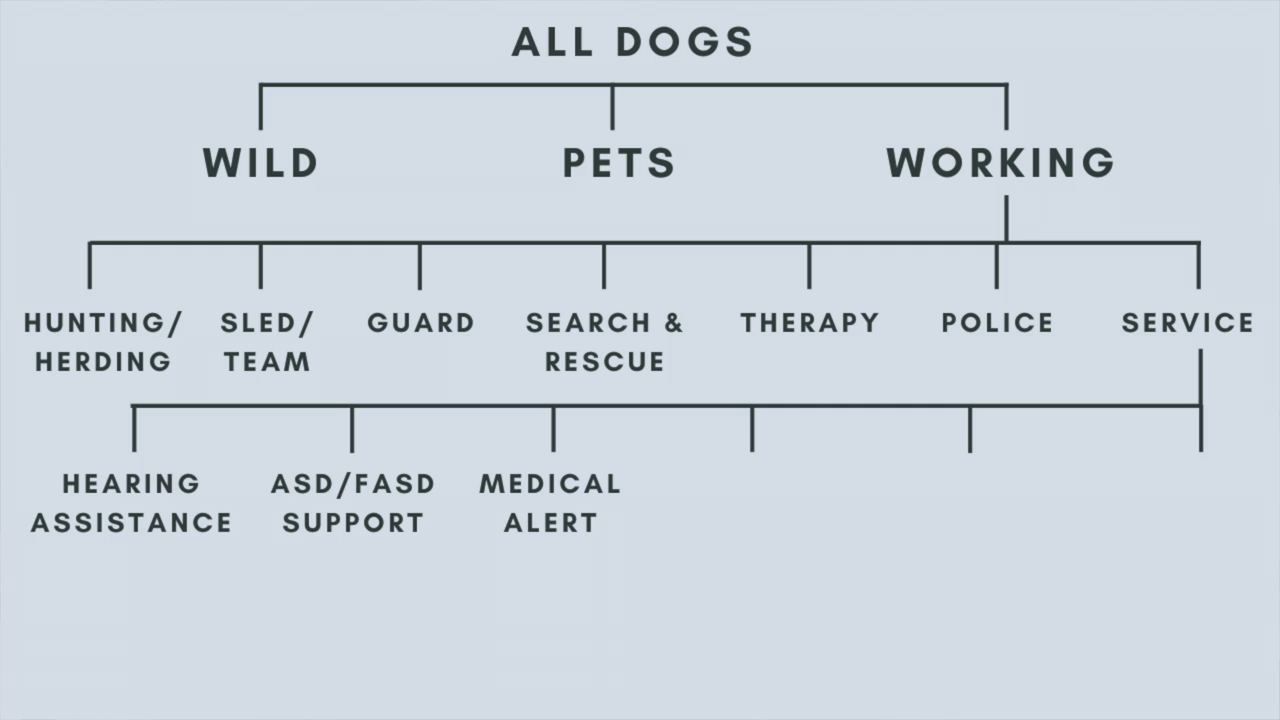 ALL DOGS
WILD PETS WORKING
HUNTING/ SLED/ GUARD SEARCH & THERAPY POLICE SERVICE
HERDING TEAM RESCUE
HEARING ASD/FASD MEDICAL
ASSISTANCE SUPPORT ALERT